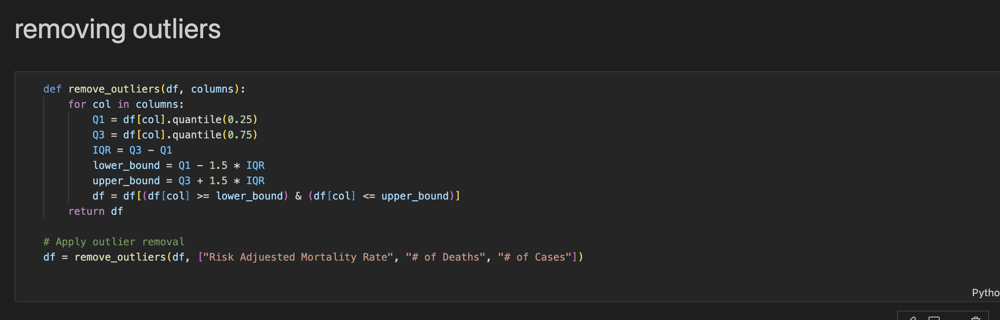 removing outliers
def remove_outliers(df, columns):
    for col in columns:
        Q1 = df[col].quantile(0.25)
        Q3 = df[col].quantile(0.75)
        IQR = Q3 - Q1
        lower_bound = Q1 - 1.5 * IQR
        upper_bound = Q3 + 1.5 * IQR
        df = df[(df[col] >= lower_bound) & (df[col] <= upper_bound)]
    return df
# Apply outlier removal
df = remove_outliers(df, ["Risk Adjuested Mortality Rate", "# of Deaths", "# of Cases"])
Pytho